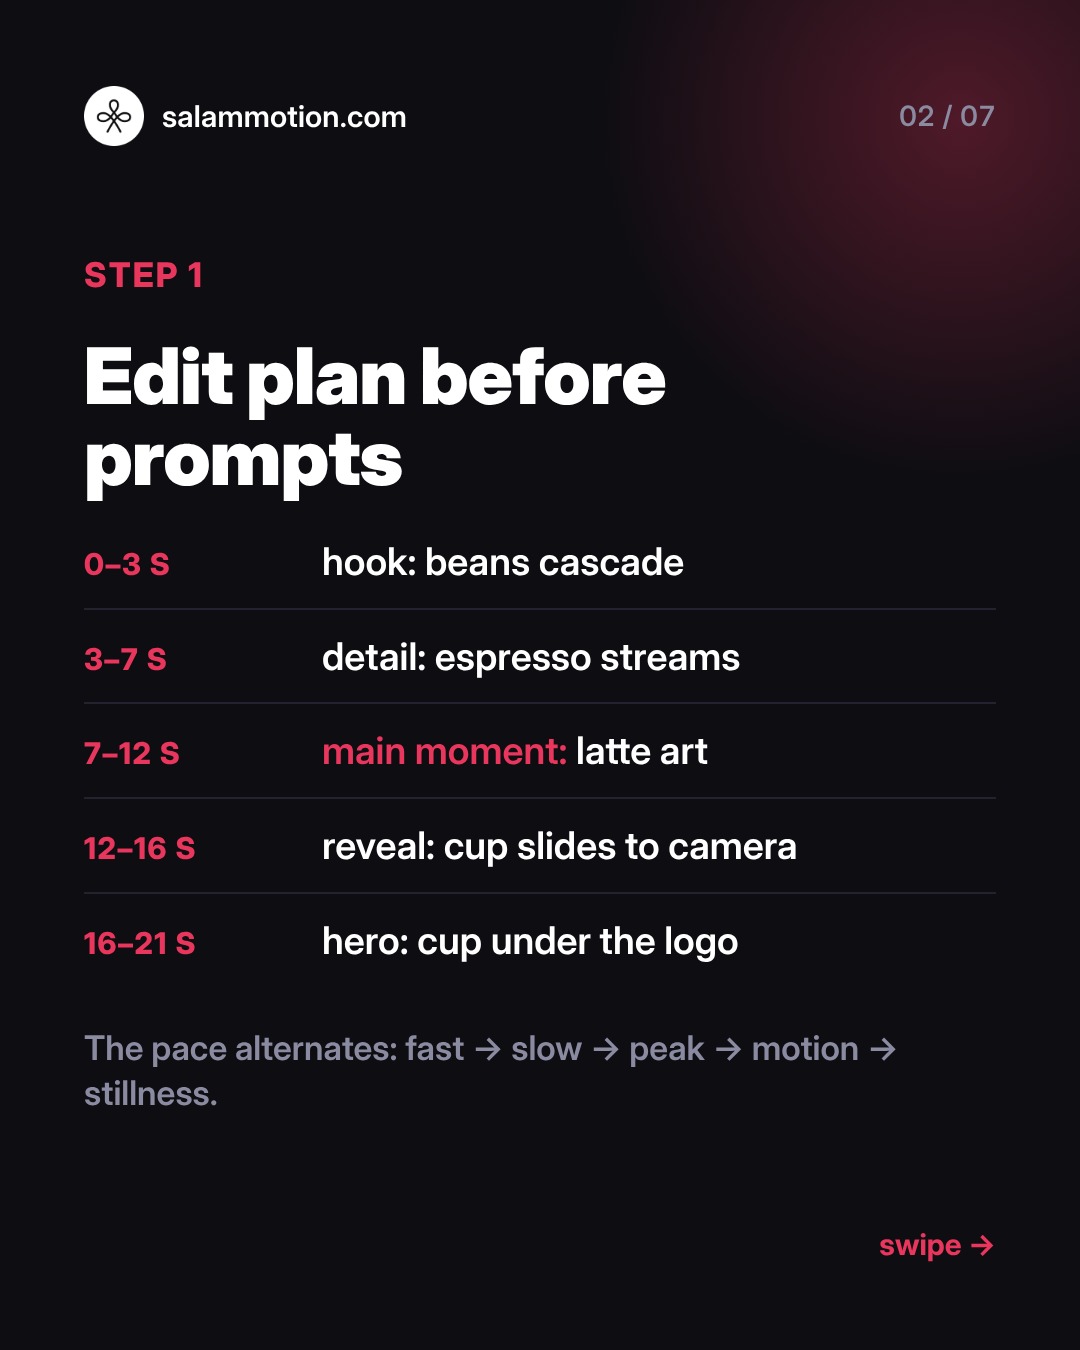 salammotion.com
02 / 07
STEP 1
Edit plan before
prompts
0–3 S hook: beans cascade
3–7 S detail: espresso streams
7–12 S main moment: latte art
12–16 S reveal: cup slides to camera
16–21 S hero: cup under the logo
The pace alternates: fast → slow → peak → motion →
stillness.
swipe →